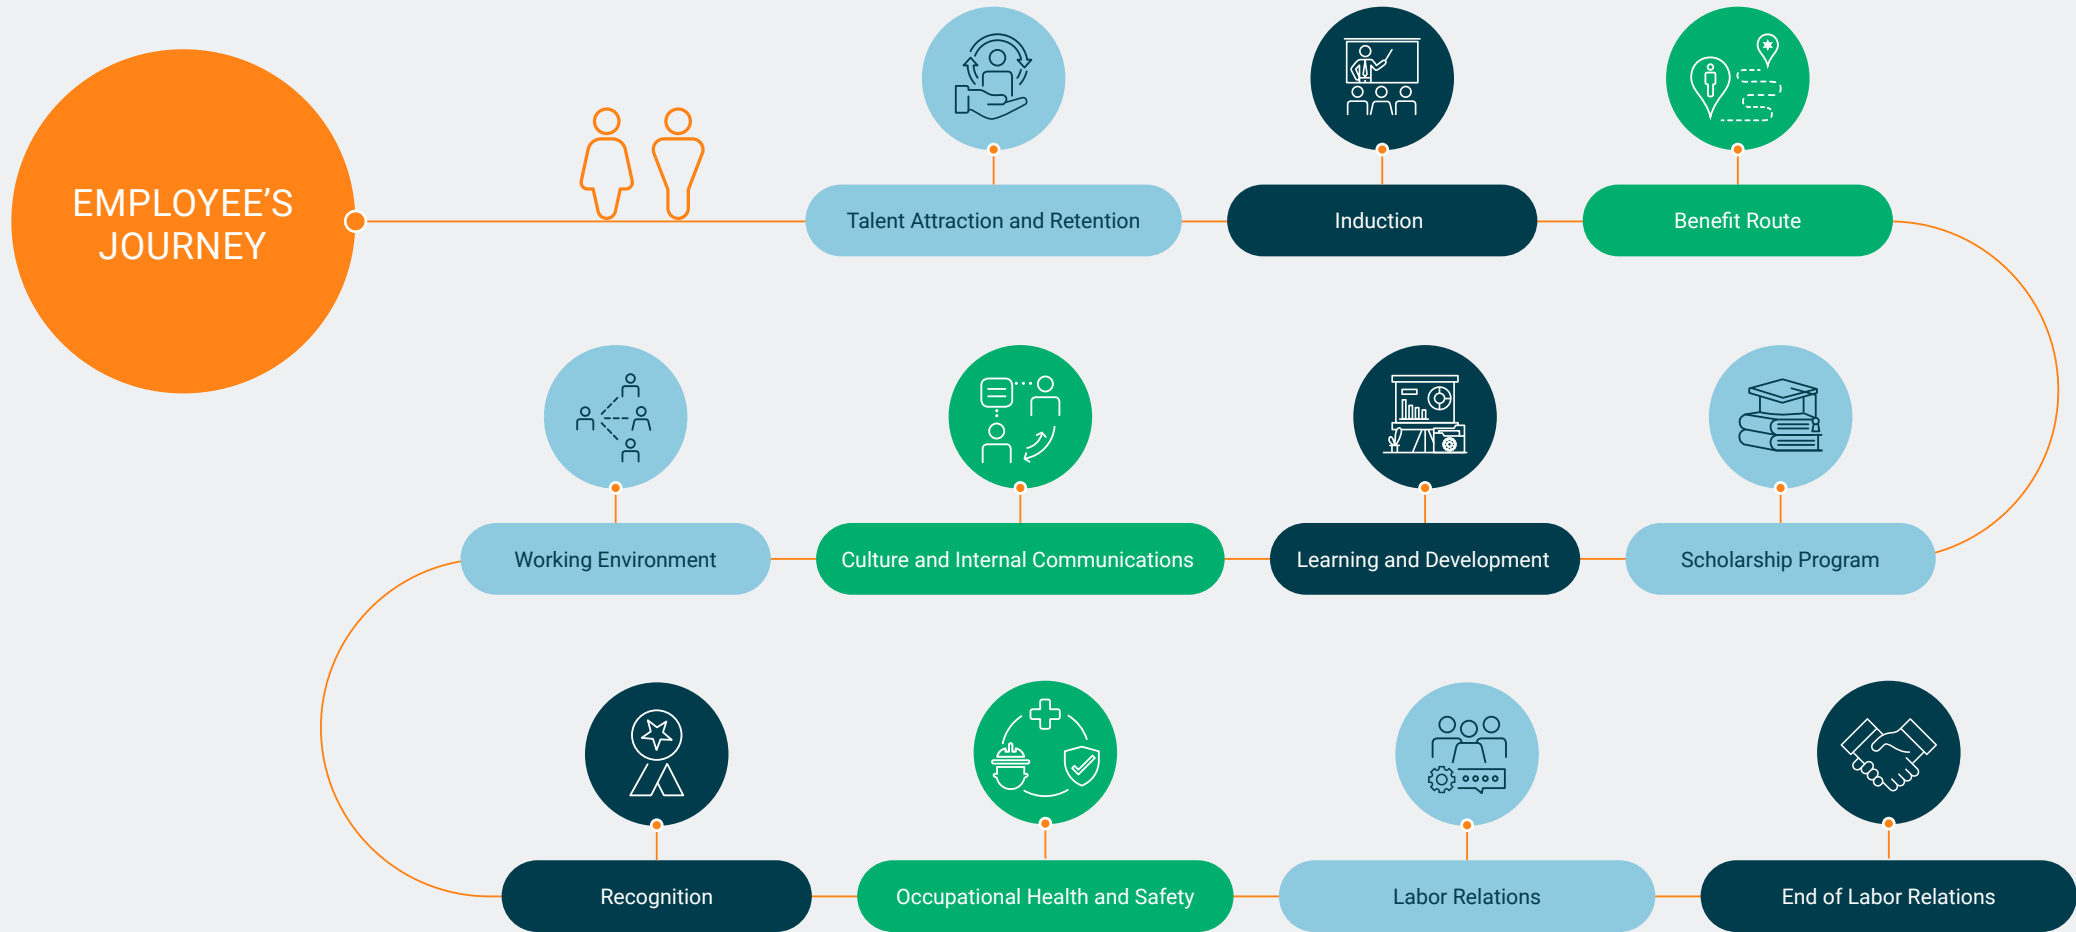 EMPLOYEE’S
JOURNEY
Talent Attraction and Retention
Induction
Benefit Route
Working Environment
Culture and Internal Communications
Learning and Development
Scholarship Program
Recognition
Occupational Health and Safety
Labor Relations
End of Labor Relations